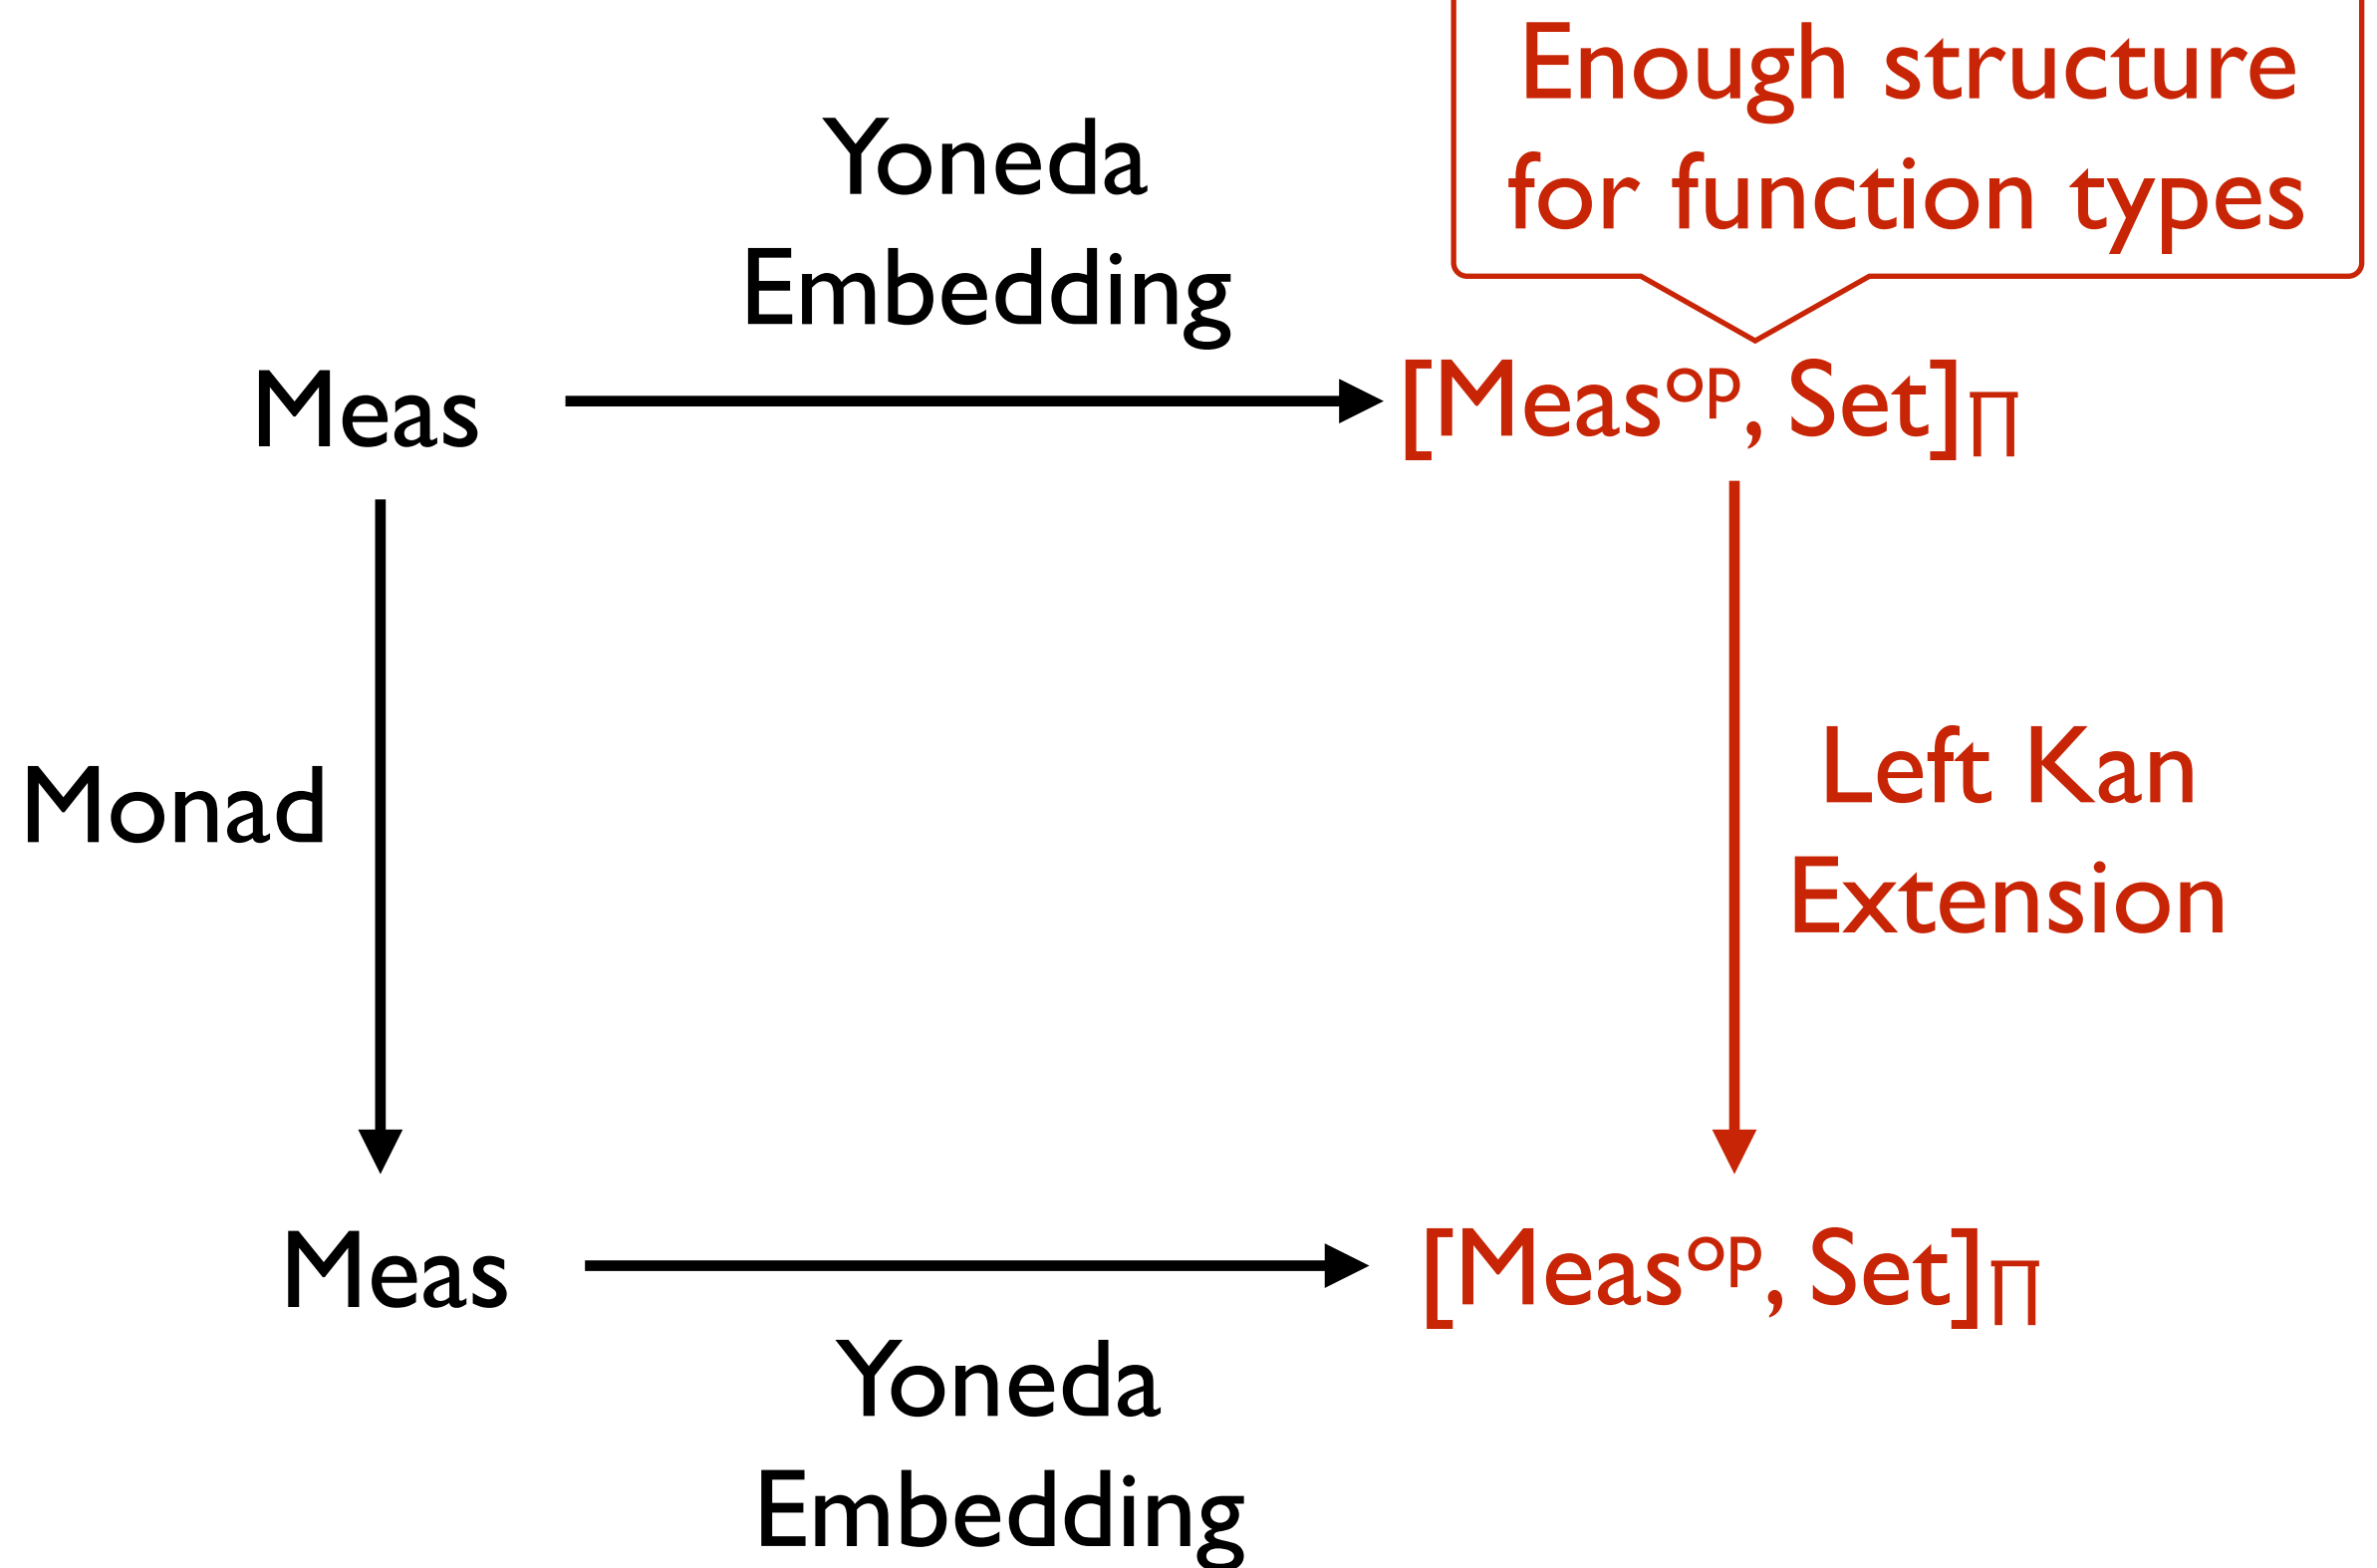 Enough structure
for function types
Yoneda
Embedding
Meas
[Measᵒᵖ, Set]Π
Monad
Left Kan
Extension
Meas
[Measᵒᵖ, Set]Π
Yoneda
Embedding